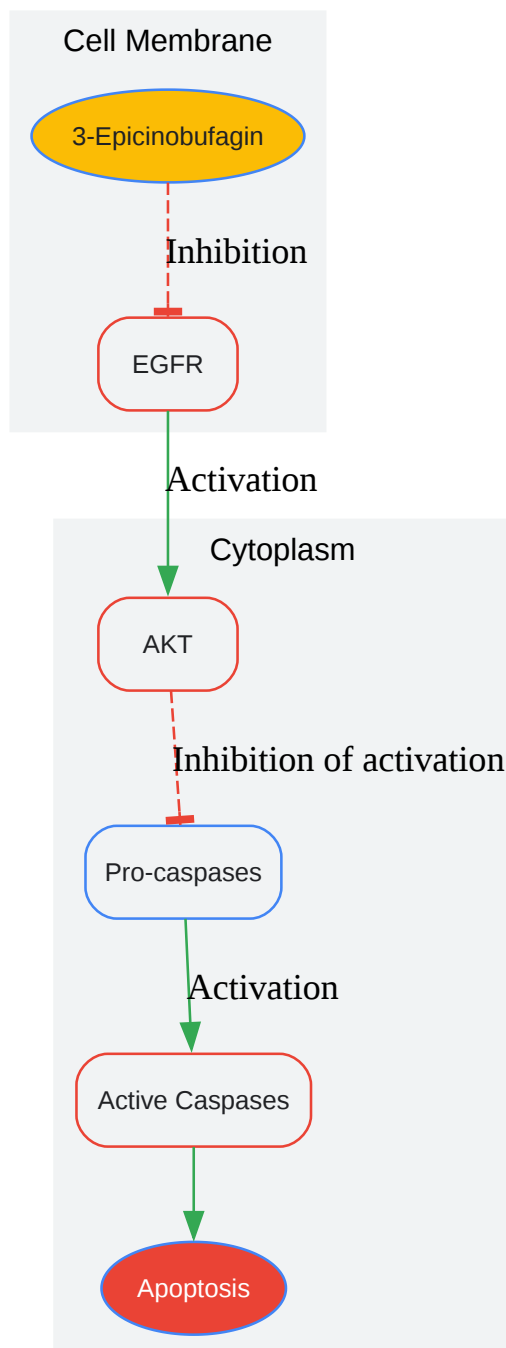 Cell Membrane
3-Epicinobufagin
Inhibition
EGFR
Activation
Cytoplasm
AKT
Inhibition of activation
Pro-caspases
Activation
Active Caspases
Apoptosis